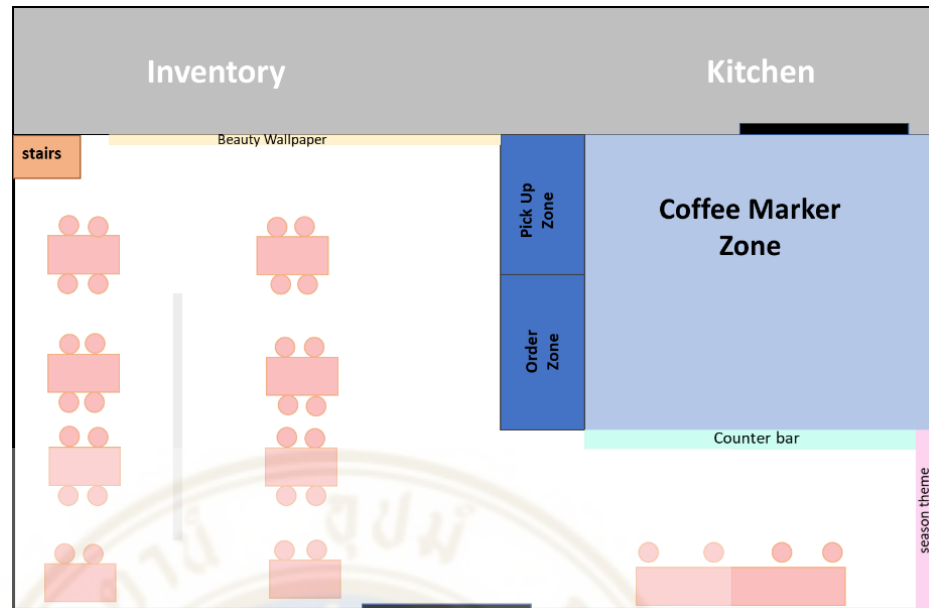 Inventory
Kitchen
stairs
Beauty Wallpaper
Pick Up
Zone
Coffee Marker
Zone
Order
Zone
Counter bar
season theme